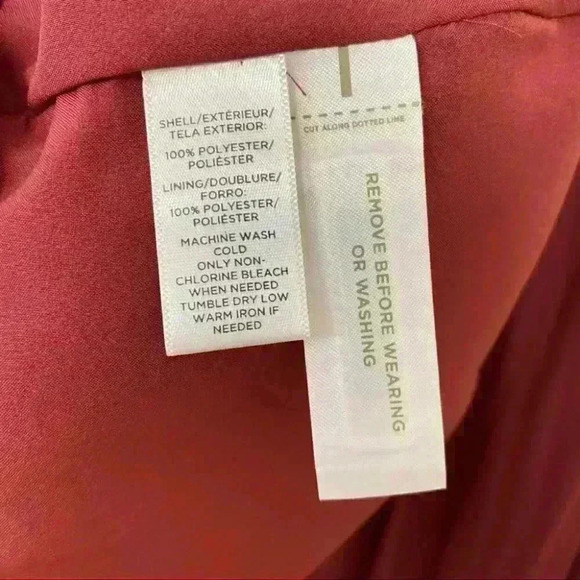 SHELL/EXTÉRIEUR/
TELA EXTERIOR:
100% POLYESTER/
POLIÉSTER
LINING/DOUBLURE/
FORRO:
100% POLYESTER/
POLIÉSTER
MACHINE WASH
COLD
ONLY NON-
CHLORINE BLEACH
WHEN NEEDED
TUMBLE DRY LOW
WARM IRON IF
NEEDED
CUT ALONG DOTTED LINE
REMOVE BEFORE WEARING
OR WASHING